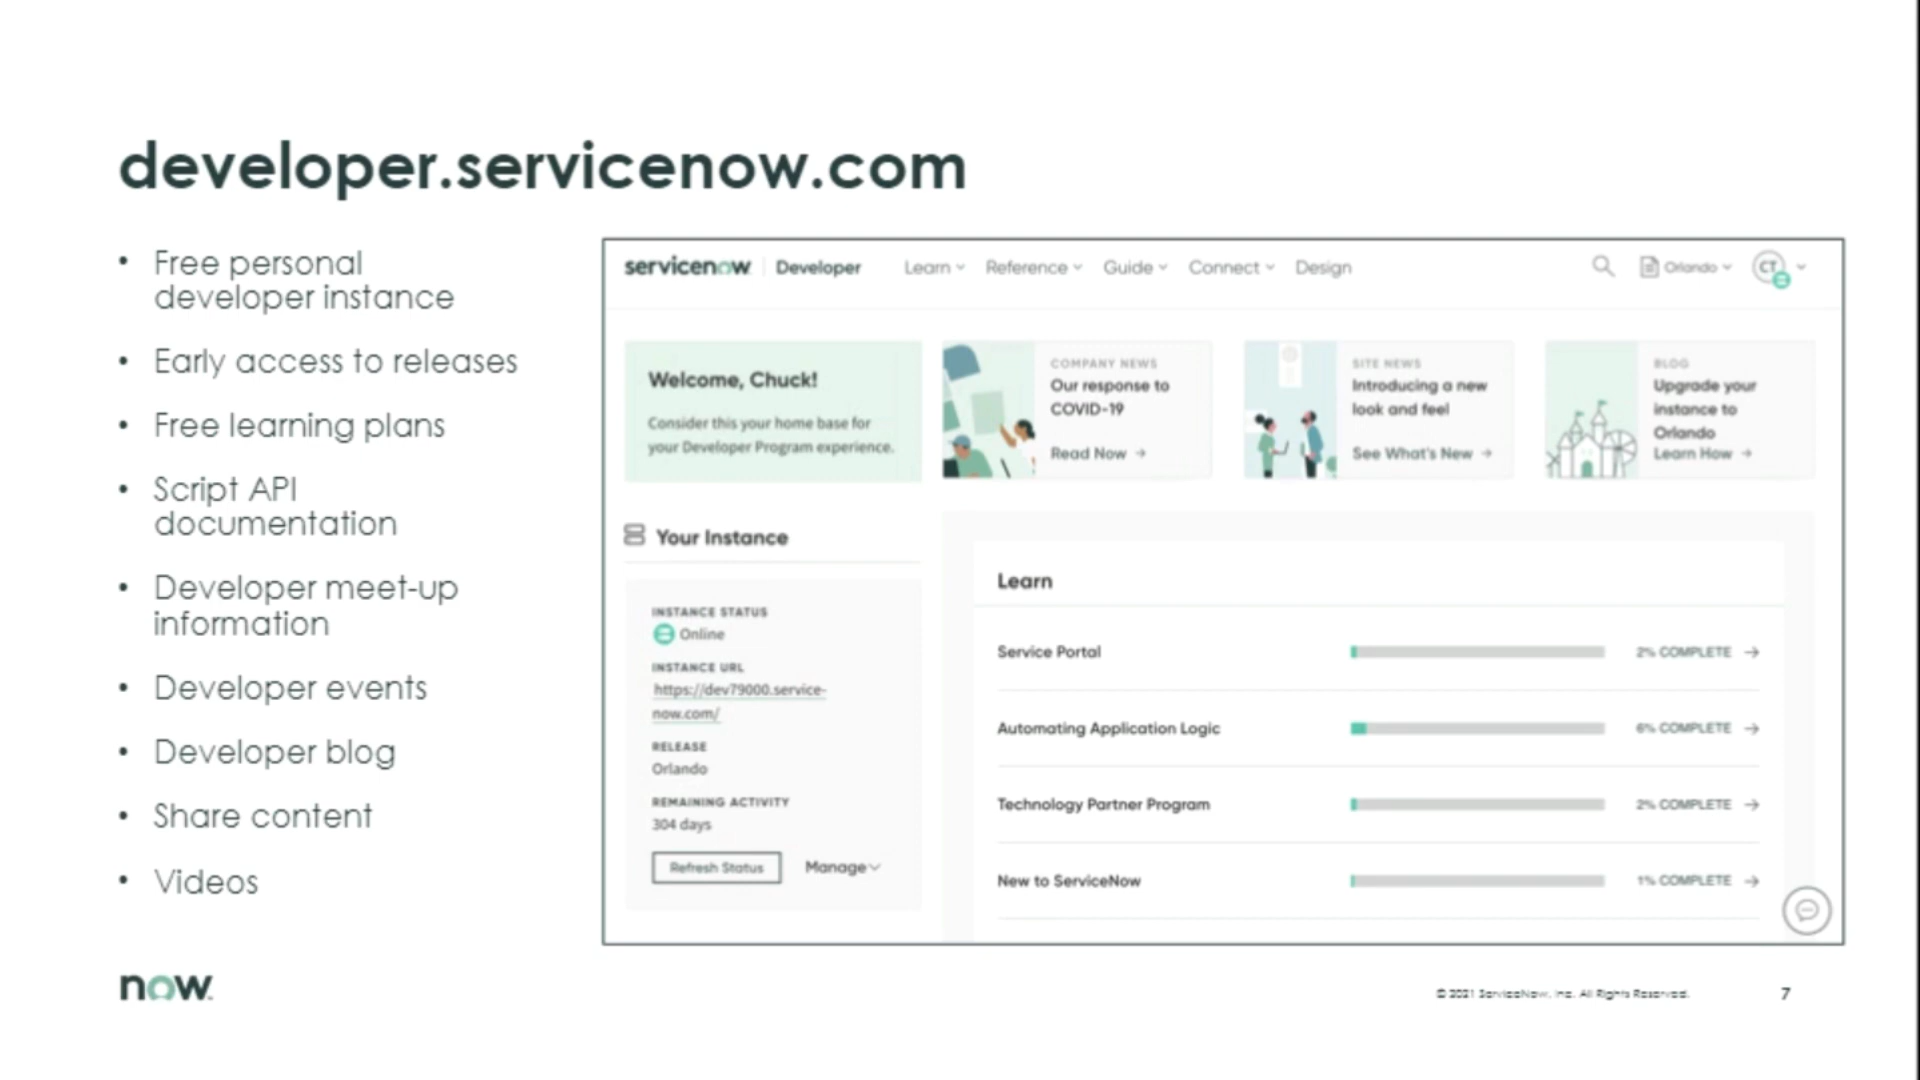 developer.servicenow.com
• Free personal
developer instance
• Early access to releases
• Free learning plans
• Script API
documentation
• Developer meet-up
information
• Developer events
• Developer blog
• Share content
• Videos
servicenow Developer Learn Reference Guide Connect Design Orlando CT
Welcome, Chuck!
Consider this your home base for
your Developer Program experience.
COMPANY NEWS
Our response to
COVID-19
Read Now →
SITE NEWS
Introducing a new
look and feel
See What's New →
BLOG
Upgrade your
instance to
Orlando
Learn How →
Your Instance
INSTANCE STATUS
Online
INSTANCE URL
https://dev79000.service-
now.com/
RELEASE
Orlando
REMAINING ACTIVITY
304 days
Refresh Status Manage
Learn
Service Portal 2% COMPLETE →
Automating Application Logic 6% COMPLETE →
Technology Partner Program 2% COMPLETE →
New to ServiceNow 1% COMPLETE →
now.
© 2021 ServiceNow, Inc. All Rights Reserved. 7